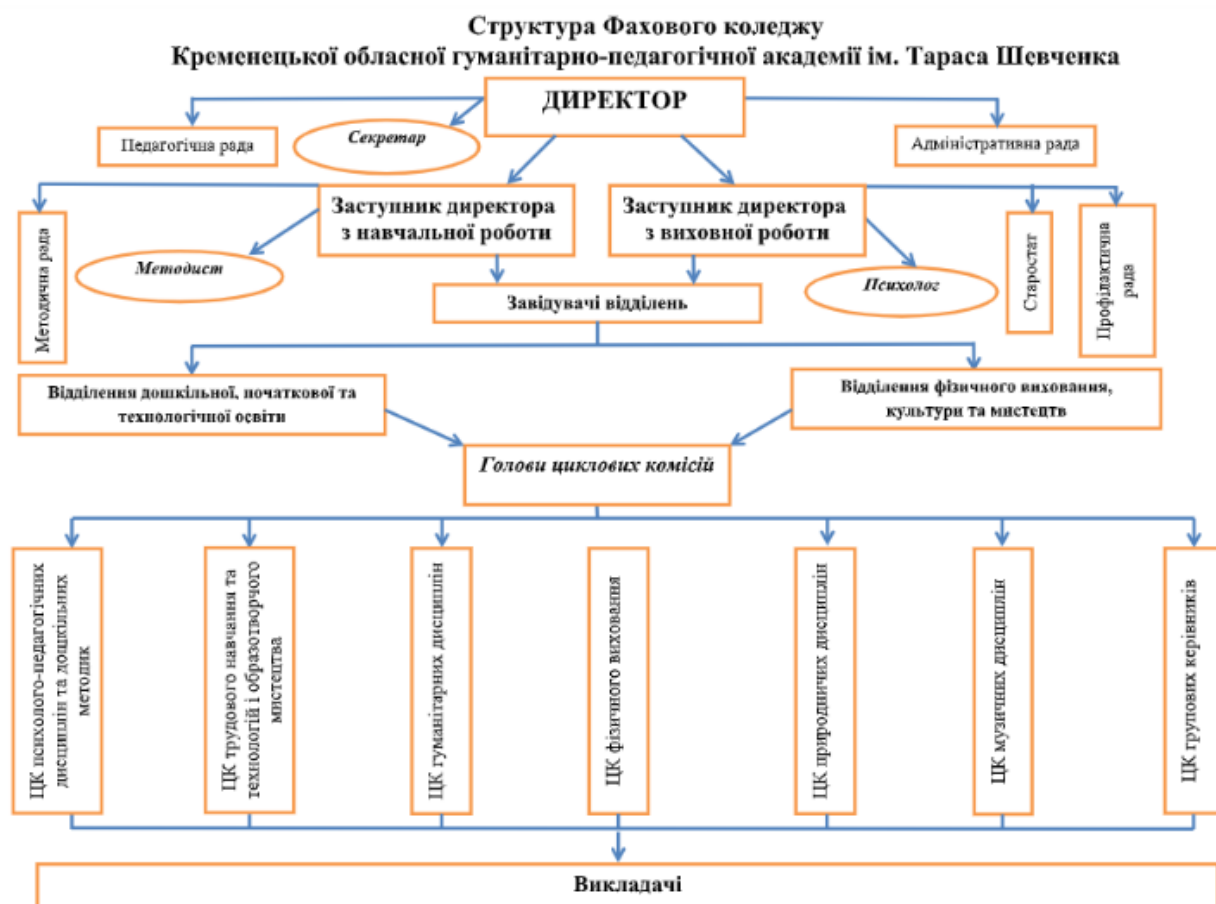 Структура Фахового коледжу
Кременецької обласної гуманітарно-педагогічної академії ім. Тараса Шевченка
ДИРЕКТОР
Педагогічна рада
Секретар
Адміністративна рада
Методична рада
Методист
Заступник директора
з навчальної роботи
Заступник директора
з виховної роботи
Психолог
Старостат
Профілактична
рада
Завідувачі відділень
Відділення дошкільної, початкової та
технологічної освіти
Відділення фізичного виховання,
культури та мистецтв
Голови циклових комісій
ЦК психолого-педагогічних
дисциплін та дошкільних
методик
ЦК трудового навчання та
технологій і образотворчого
мистецтва
ЦК гуманітарних дисциплін
ЦК фізичного виховання
ЦК природничих дисциплін
ЦК музичних дисциплін
ЦК групових керівників
Викладачі